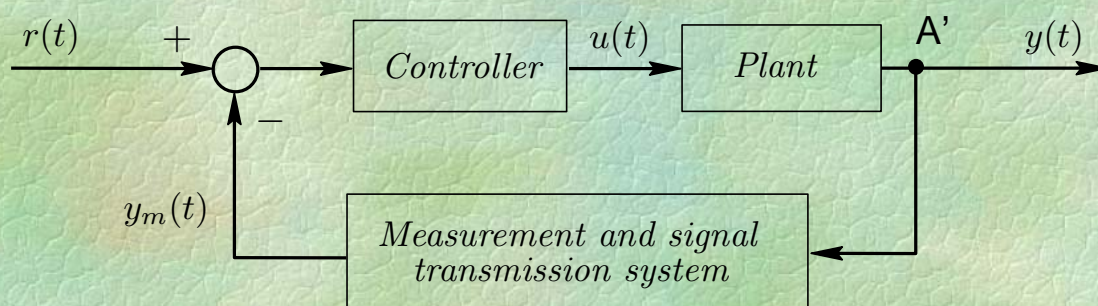 r(t)
+
Controller
u(t)
Plant
A’
y(t)
−
y_m(t)
Measurement and signal
transmission system